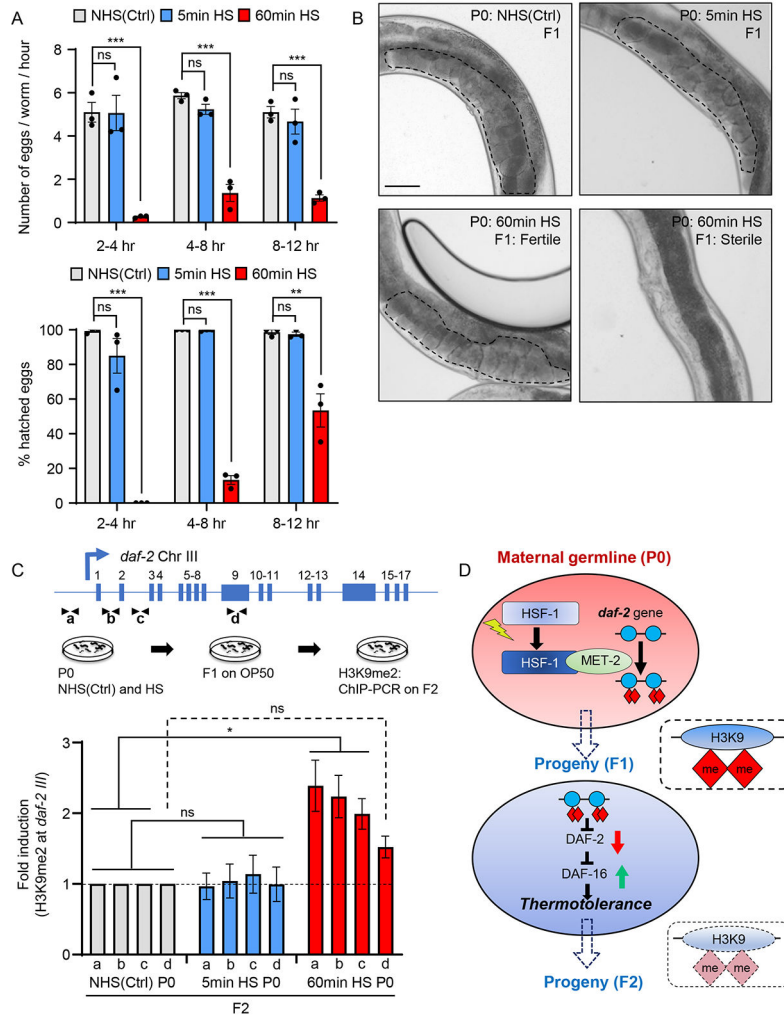 A
NHS(Ctrl) 5min HS 60min HS
Number of eggs / worm / hour
8
6
4
2
0
***
ns
***
ns
***
ns
2-4 hr 4-8 hr 8-12 hr
NHS(Ctrl) 5min HS 60min HS
% hatched eggs
100
80
60
40
20
0
***
ns
***
ns
**
ns
2-4 hr 4-8 hr 8-12 hr
B
P0: NHS(Ctrl)
F1
P0: 5min HS
F1
P0: 60min HS
F1: Fertile
P0: 60min HS
F1: Sterile
C
daf-2 Chr III
1 2 3-4 5-8 9 10-11 12-13 14 15-17
a b c d
P0
NHS(Ctrl) and HS
F1 on OP50
H3K9me2:
ChIP-PCR on F2
Fold induction
(H3K9me2 at daf-2 III)
3
2
1
0
ns
*
ns
a b c d a b c d a b c d
NHS(Ctrl) P0 5min HS P0 60min HS P0
F2
D
Maternal germline (P0)
HSF-1
daf-2 gene
HSF-1 MET-2
Progeny (F1)
H3K9
me me
DAF-2
DAF-16
Thermotolerance
Progeny (F2)
H3K9
me me